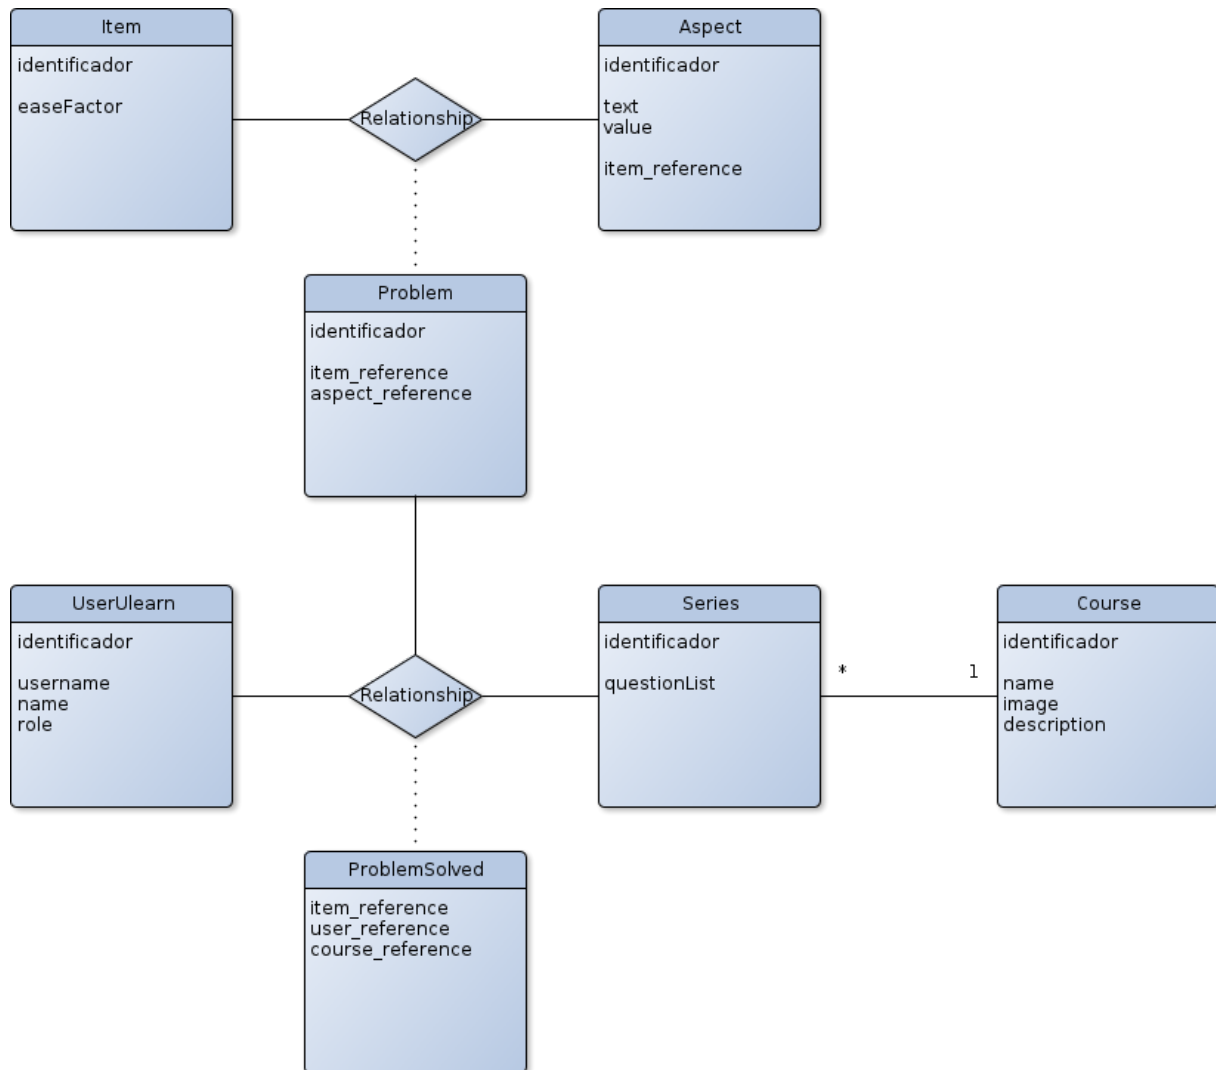 Item
identificador
easeFactor
Relationship
Aspect
identificador
text
value
item_reference
Problem
identificador
item_reference
aspect_reference
UserUlearn
identificador
username
name
role
Relationship
Series
identificador
questionList
* 1
Course
identificador
name
image
description
ProblemSolved
item_reference
user_reference
course_reference